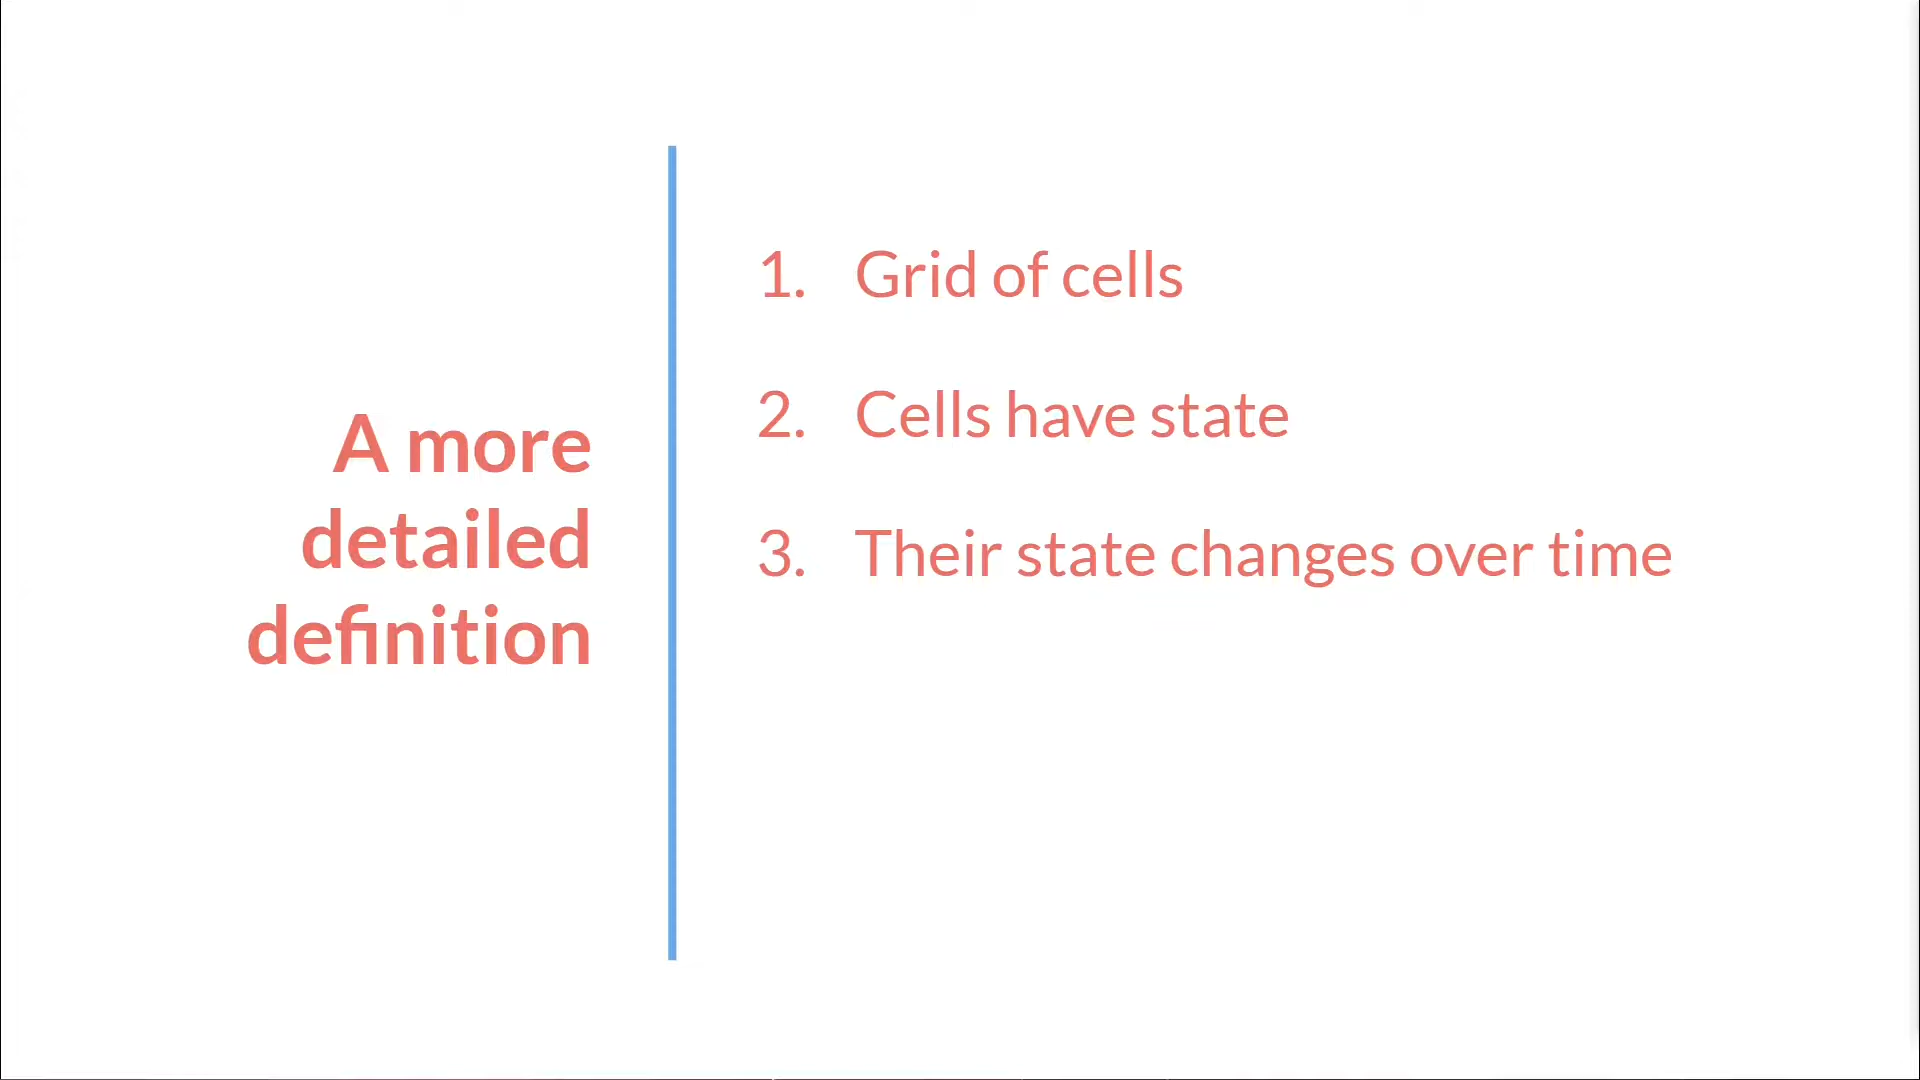 A more
detailed
definition
1. Grid of cells
2. Cells have state
3. Their state changes over time